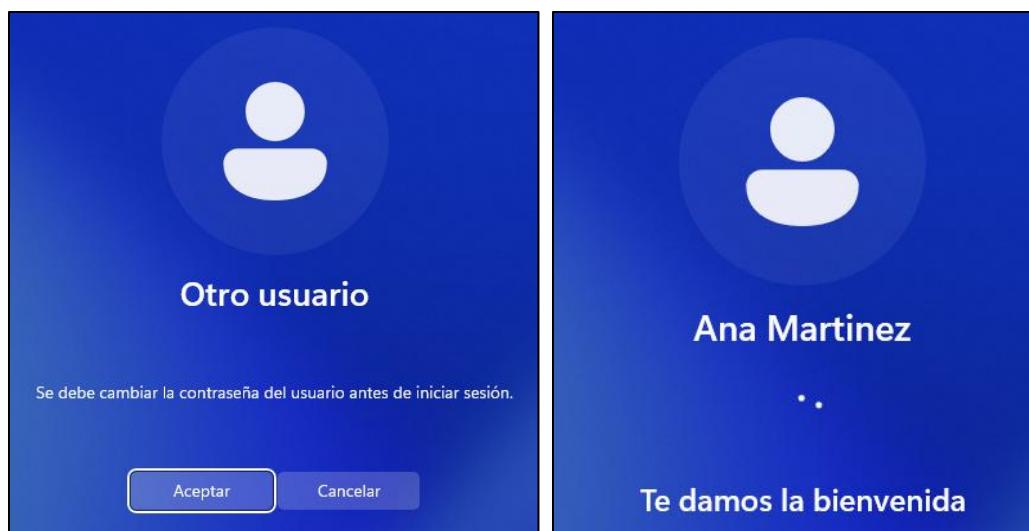 Otro usuario
Se debe cambiar la contraseña del usuario antes de iniciar sesión.
Aceptar
Cancelar
Ana Martinez
Te damos la bienvenida